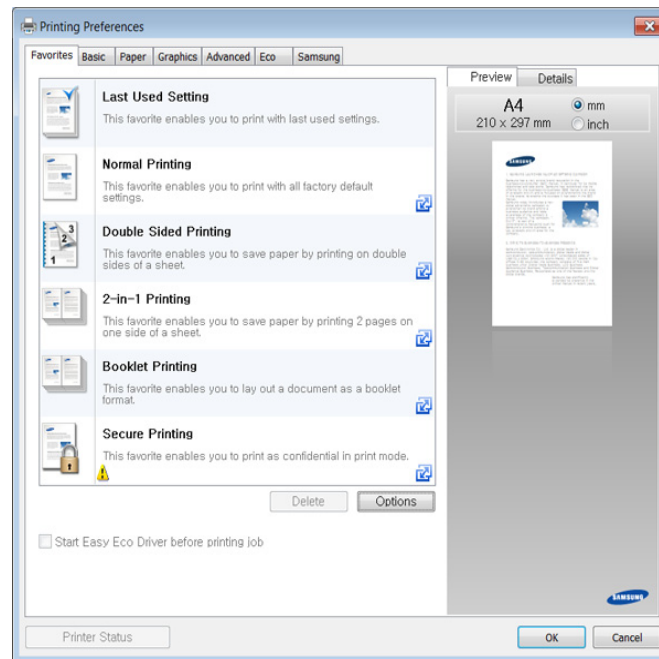 Printing Preferences
Favorites Basic Paper Graphics Advanced Eco Samsung
Last Used Setting
This favorite enables you to print with last used settings.
Normal Printing
This favorite enables you to print with all factory default
settings.
Double Sided Printing
This favorite enables you to save paper by printing on double
sides of a sheet.
2-in-1 Printing
This favorite enables you to save paper by printing 2 pages on
one side of a sheet.
Booklet Printing
This favorite enables you to lay out a document as a booklet
format.
Secure Printing
This favorite enables you to print as confidential in print mode.
Delete Options
Start Easy Eco Driver before printing job
Preview Details
A4
210 x 297 mm
mm
inch
SAMSUNG
Printer Status
OK Cancel